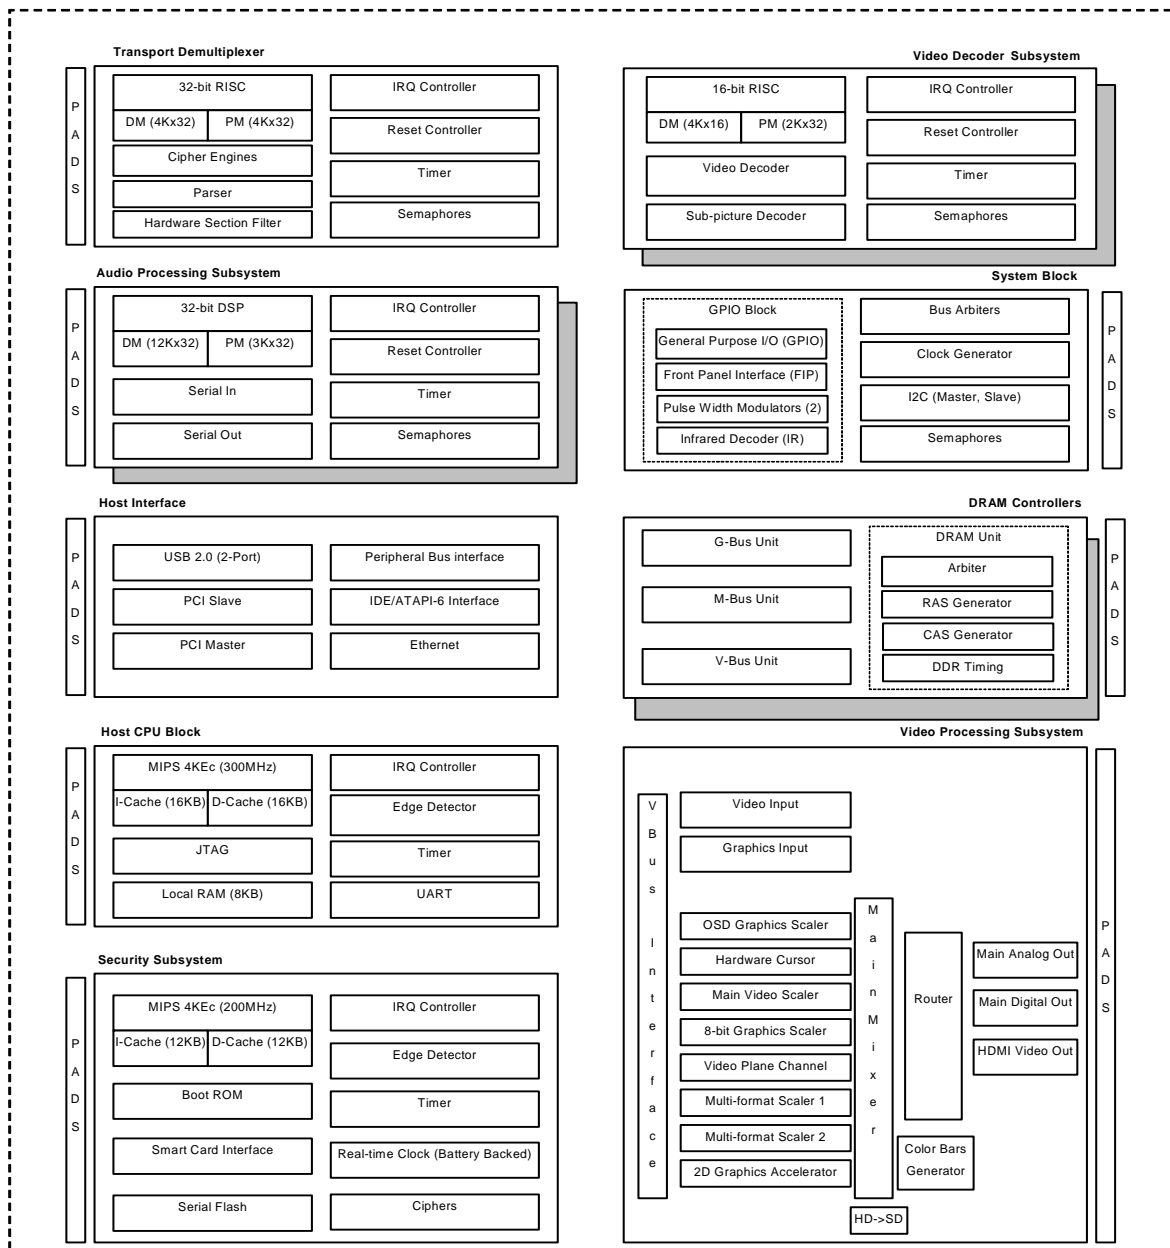 Transport Demultiplexer
P
A
D
S
32-bit RISC
DM (4Kx32)
PM (4Kx32)
Cipher Engines
Parser
Hardware Section Filter
IRQ Controller
Reset Controller
Timer
Semaphores
Video Decoder Subsystem
16-bit RISC
DM (4Kx16)
PM (2Kx32)
Video Decoder
Sub-picture Decoder
IRQ Controller
Reset Controller
Timer
Semaphores
Audio Processing Subsystem
P
A
D
S
32-bit DSP
DM (12Kx32)
PM (3Kx32)
Serial In
Serial Out
IRQ Controller
Reset Controller
Timer
Semaphores
System Block
GPIO Block
General Purpose I/O (GPIO)
Front Panel Interface (FIP)
Pulse Width Modulators (2)
Infrared Decoder (IR)
Bus Arbiters
Clock Generator
I2C (Master, Slave)
Semaphores
P
A
D
S
Host Interface
P
A
D
S
USB 2.0 (2-Port)
PCI Slave
PCI Master
Peripheral Bus interface
IDE/ATAPI-6 Interface
Ethernet
DRAM Controllers
G-Bus Unit
M-Bus Unit
V-Bus Unit
DRAM Unit
Arbiter
RAS Generator
CAS Generator
DDR Timing
P
A
D
S
Host CPU Block
P
A
D
S
MIPS 4KEc (300MHz)
I-Cache (16KB)
D-Cache (16KB)
JTAG
Local RAM (8KB)
IRQ Controller
Edge Detector
Timer
UART
Security Subsystem
P
A
D
S
MIPS 4KEc (200MHz)
I-Cache (12KB)
D-Cache (12KB)
Boot ROM
Smart Card Interface
Serial Flash
IRQ Controller
Edge Detector
Timer
Real-time Clock (Battery Backed)
Ciphers
Video Processing Subsystem
V
B
u
s
I
n
t
e
r
f
a
c
e
Video Input
Graphics Input
OSD Graphics Scaler
Hardware Cursor
Main Video Scaler
8-bit Graphics Scaler
Video Plane Channel
Multi-format Scaler 1
Multi-format Scaler 2
2D Graphics Accelerator
M
a
i
n
M
i
x
e
r
HD->SD
Router
Color Bars
Generator
Main Analog Out
Main Digital Out
HDMI Video Out
P
A
D
S